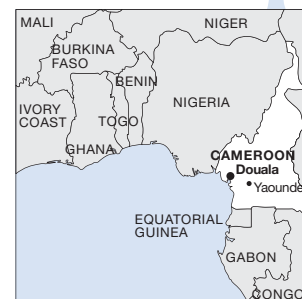 MALI
NIGER
BURKINA
FASO
BENIN
NIGERIA
IVORY
COAST
TOGO
GHANA
CAMEROON
Douala
Yaounde
EQUATORIAL
GUINEA
GABON
CONGO